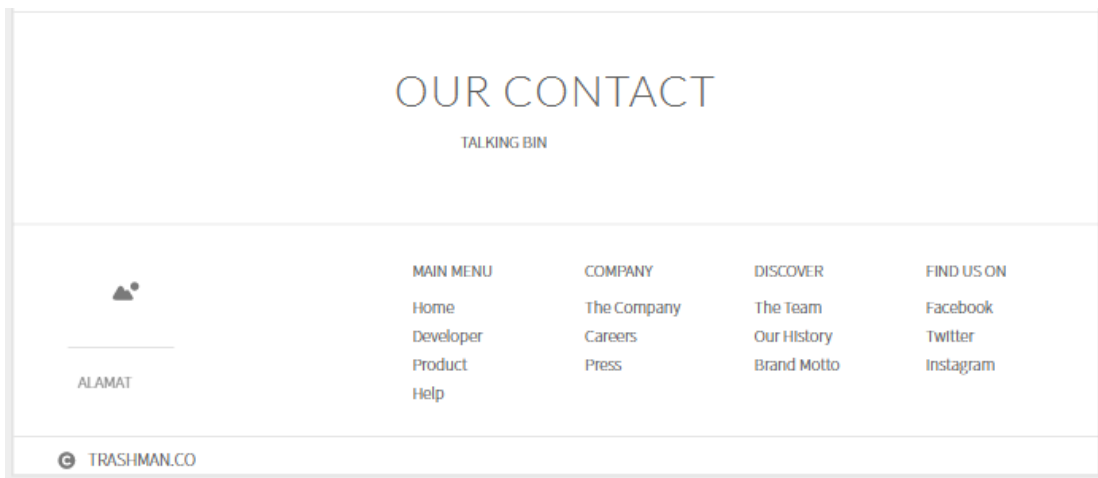 OUR CONTACT
TALKING BIN
ALAMAT
MAIN MENU
Home
Developer
Product
Help
COMPANY
The Company
Careers
Press
DISCOVER
The Team
Our History
Brand Motto
FIND US ON
Facebook
Twitter
Instagram
© TRASHMAN.CO